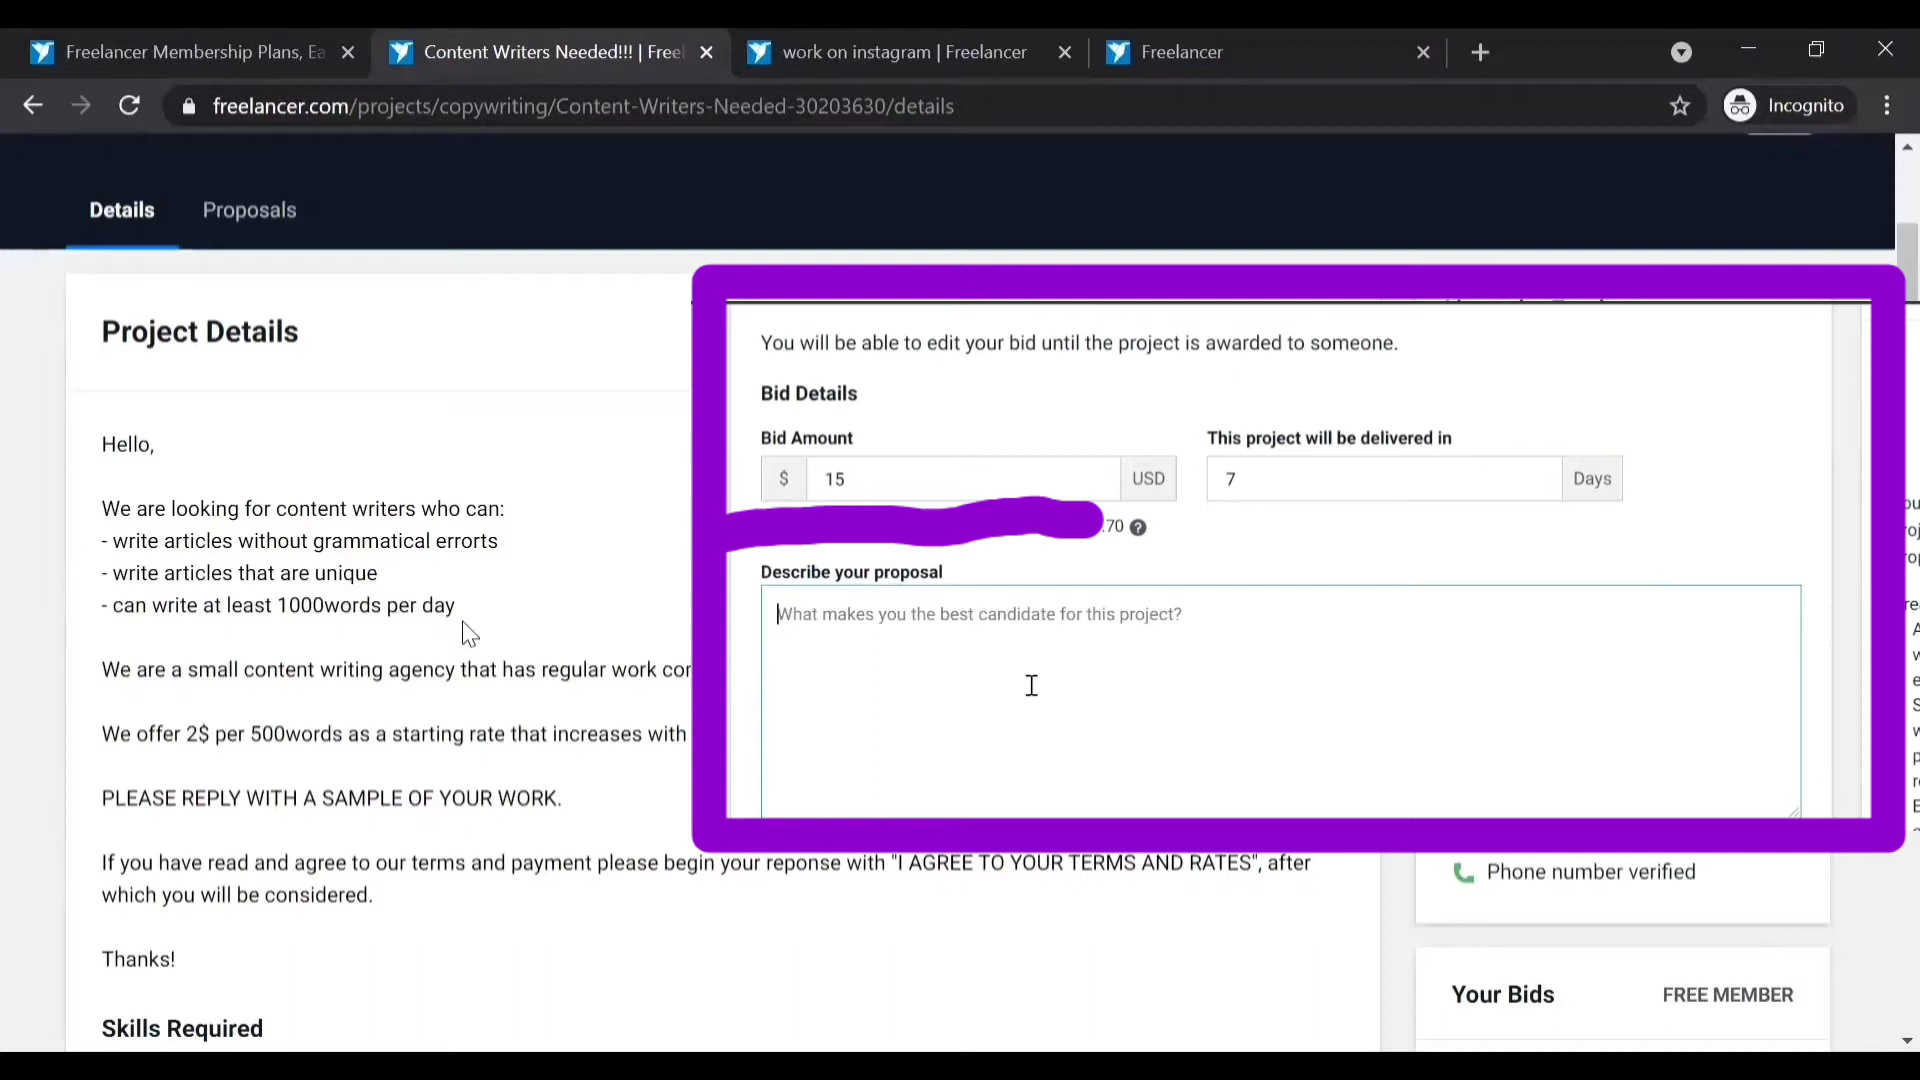 Freelancer Membership Plans, Ea
Content Writers Needed!!! | Free
work on instagram | Freelancer
Freelancer
freelancer.com/projects/copywriting/Content-Writers-Needed-30203630/details
Incognito
Details
Proposals
Project Details
Hello,
We are looking for content writers who can:
- write articles without grammatical errorts
- write articles that are unique
- can write at least 1000words per day
We are a small content writing agency that has regular work
We offer 2$ per 500words as a starting rate that increases with
PLEASE REPLY WITH A SAMPLE OF YOUR WORK.
If you have read and agree to our terms and payment please begin your reponse with "I AGREE TO YOUR TERMS AND RATES", after
which you will be considered.
Thanks!
Skills Required
You will be able to edit your bid until the project is awarded to someone.
Bid Details
Bid Amount
This project will be delivered in
$ 15 USD
7 Days
.70
Describe your proposal
What makes you the best candidate for this project?
Phone number verified
Your Bids
FREE MEMBER